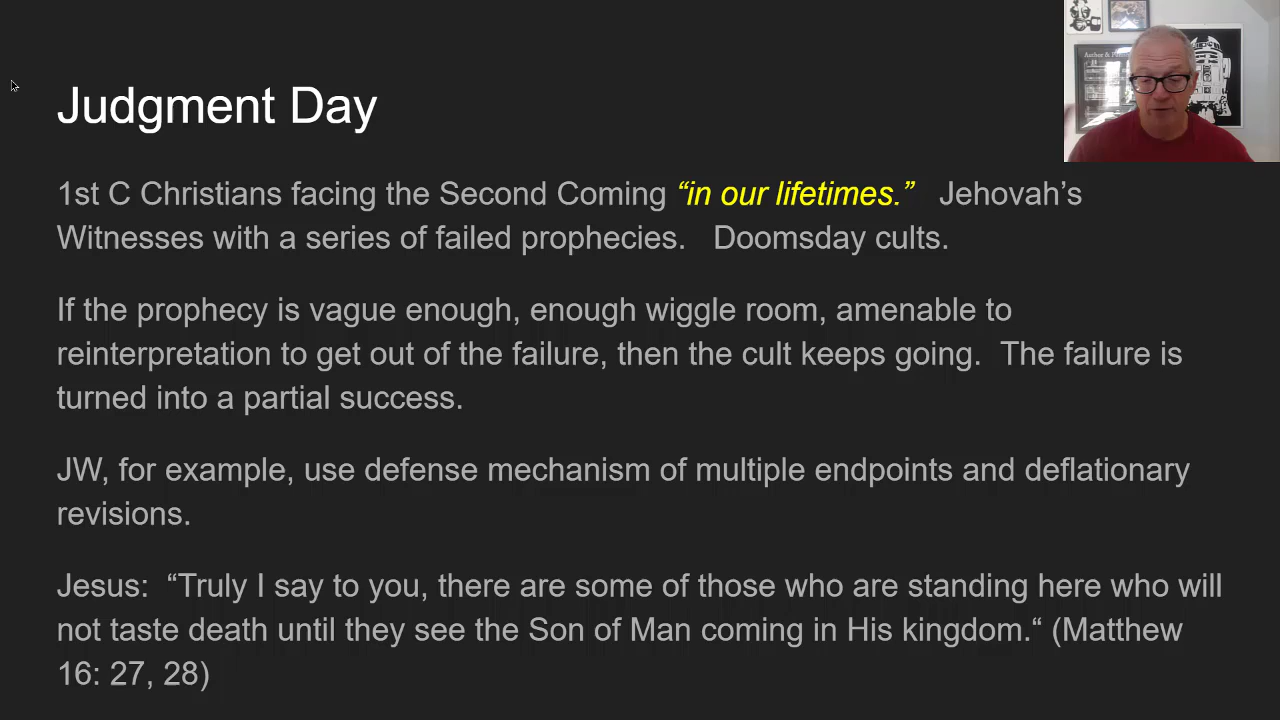 Judgment Day
1st C Christians facing the Second Coming “in our lifetimes.” Jehovah’s
Witnesses with a series of failed prophecies. Doomsday cults.
If the prophecy is vague enough, enough wiggle room, amenable to
reinterpretation to get out of the failure, then the cult keeps going. The failure is
turned into a partial success.
JW, for example, use defense mechanism of multiple endpoints and deflationary
revisions.
Jesus: “Truly I say to you, there are some of those who are standing here who will
not taste death until they see the Son of Man coming in His kingdom.“ (Matthew
16: 27, 28)